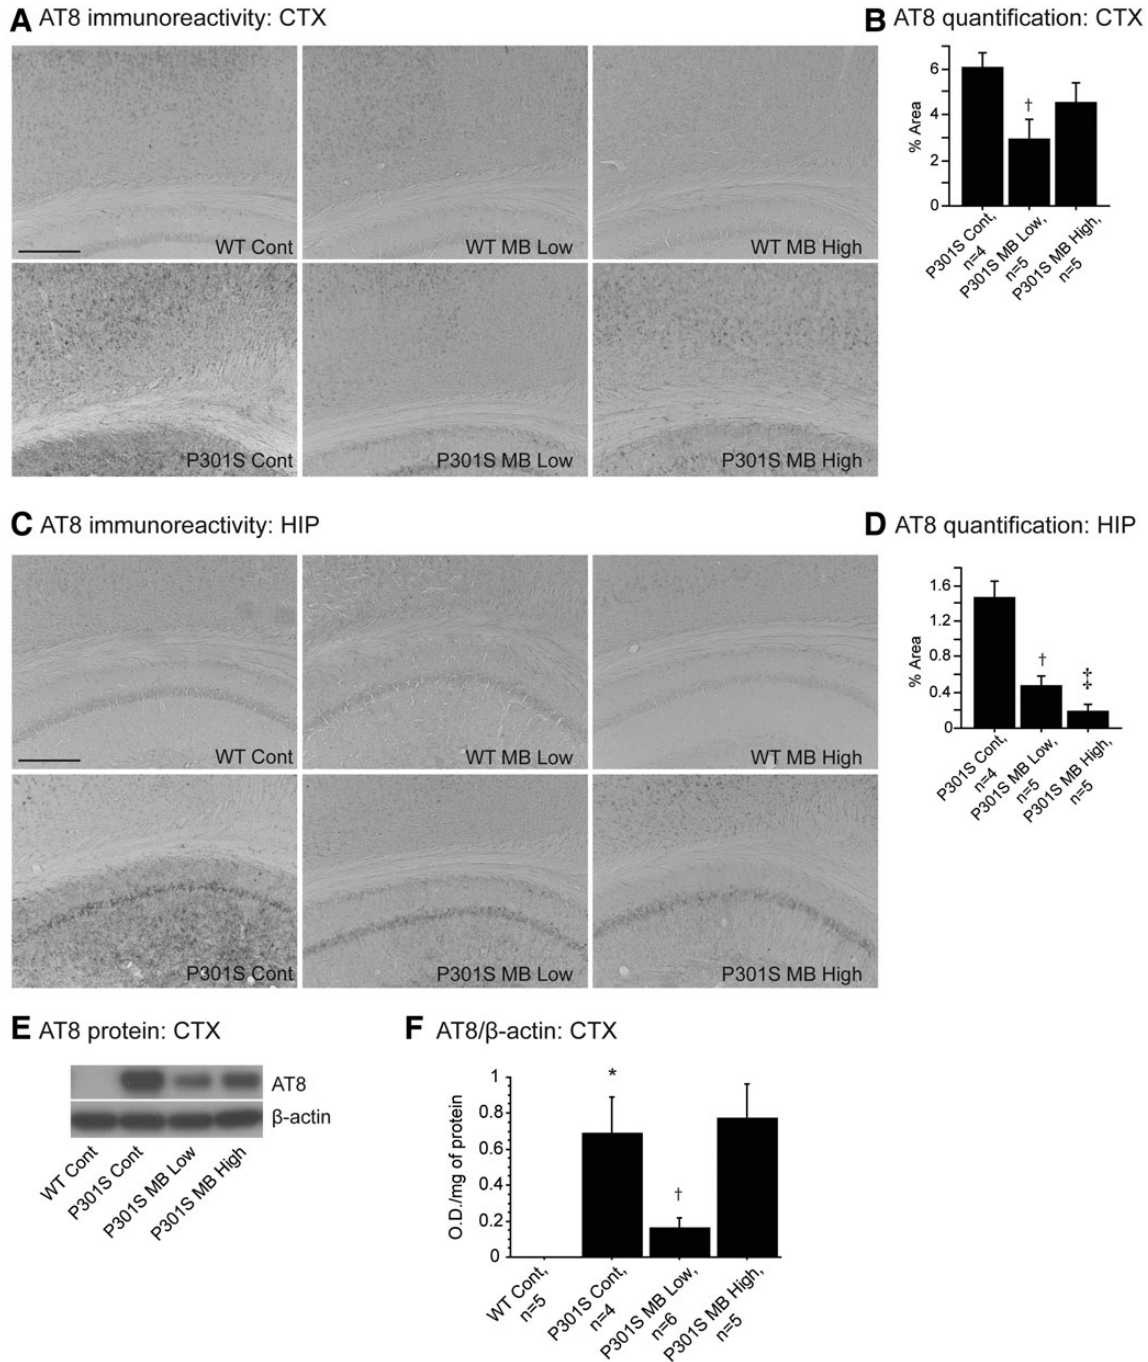 A AT8 immunoreactivity: CTX
WT Cont
WT MB Low
WT MB High
P301S Cont
P301S MB Low
P301S MB High
B AT8 quantification: CTX
% Area
6
4
2
0
†
P301S Cont,
n=4
P301S MB Low,
n=5
P301S MB High,
n=5
C AT8 immunoreactivity: HIP
WT Cont
WT MB Low
WT MB High
P301S Cont
P301S MB Low
P301S MB High
D AT8 quantification: HIP
% Area
1.6
1.2
0.8
0.4
0
†
‡
P301S Cont,
n=4
P301S MB Low,
n=5
P301S MB High,
n=5
E AT8 protein: CTX
AT8
β-actin
WT Cont
P301S Cont
P301S MB Low
P301S MB High
F AT8/β-actin: CTX
O.D./mg of protein
1
0.8
0.6
0.4
0.2
0
*
†
WT Cont,
n=5
P301S Cont,
n=4
P301S MB Low,
n=6
P301S MB High,
n=5